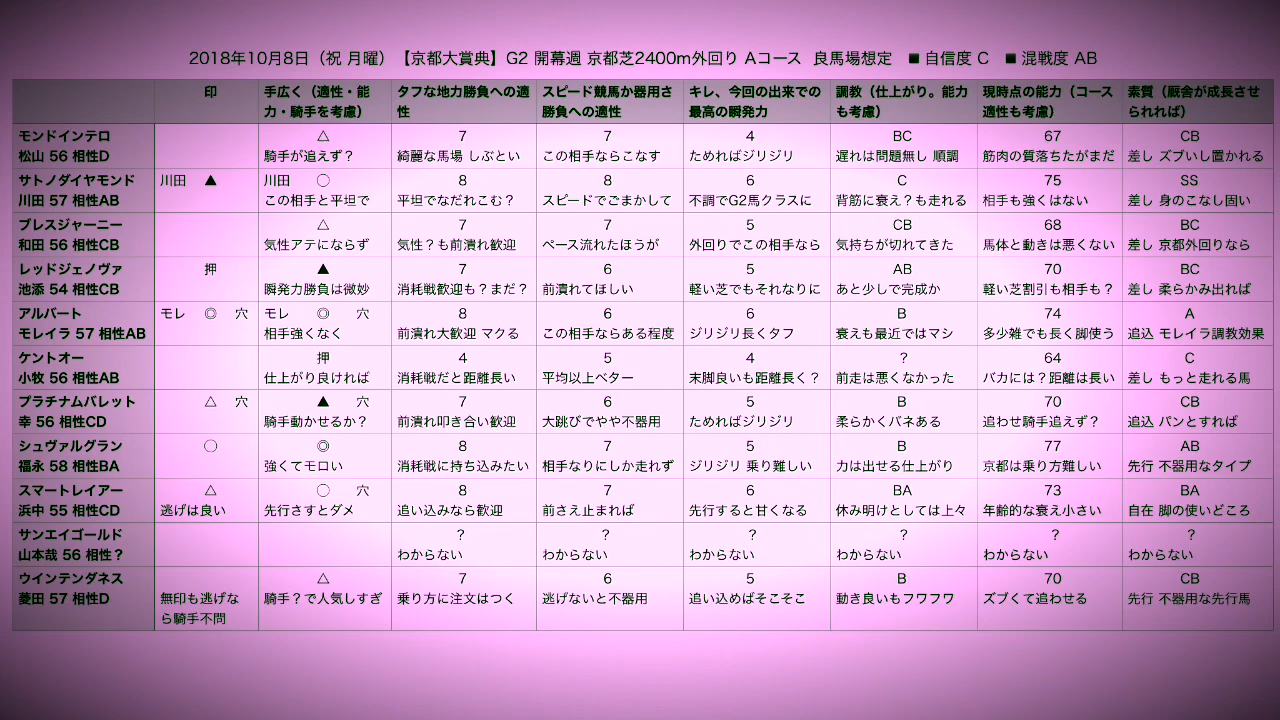 2018年10月8日（祝 月曜）【京都大賞典】G2 開幕週 京都芝2400m外回り Aコース 良馬場想定 ■ 自信度 C ■ 混戦度 AB
印 手広く（適性・能力・騎手を考慮） タフな地力勝負への適性 スピード競馬か器用さ勝負への適性 キレ、今回の出来での最高の瞬発力 調教（仕上がり。能力も考慮） 現時点の能力（コース適性も考慮） 素質（厩舎が成長させられれば）
モンドインテロ △ 7 7 4 BC 67 CB
松山 56 相性D 騎手が追えず？ 綺麗な馬場 しぶとい この相手ならこなす ためればジリジリ 遅れは問題無し 順調 筋肉の質落ちたがまだ 差し ズブいし置かれる
サトノダイヤモンド 川田 ▲ 川田 ○ 8 8 6 C 75 SS
川田 57 相性AB この相手と平坦で 平坦でなだれこむ？ スピードでごまかして 不調でG2馬クラスに 背筋に衰え？も走れる 相手も強くはない 差し 身のこなし固い
プレスジャーニー △ 7 7 5 CB 68 BC
和田 56 相性CB 気性アテにならず 気性？も前潰れ歓迎 ペース流れたほうが 外回りでこの相手なら 気持ちが切れてきた 馬体と動きは悪くない 差し 京都外回りなら
レッドジェノヴァ 押 ▲ 7 6 5 AB 70 BC
池添 54 相性CB 瞬発力勝負は微妙 消耗戦歓迎も？まだ？ 前潰れてほしい 軽い芝でもそれなりに あと少しで完成か 軽い芝割引も相手も？ 差し 柔らかみ出れば
アルバート モレ ◎ 穴 モレ ◎ 穴 8 6 6 B 74 A
モレイラ 57 相性AB 相手強くなく 前潰れ大歓迎 マクる この相手ならある程度 ジリジリ長くタフ 衰えも最近ではマシ 多少雑でも長く脚使う 追込 モレイラ調教効果
ケントオー 押 4 5 4 ？ 64 C
小牧 56 相性AB 仕上がり良ければ 消耗戦だと距離長い 平均以上ベター 末脚良いも距離長く？ 前走は悪くなかった バカには？距離は長い 差し もっと走れる馬
プラチナムバレット △ 穴 ▲ 穴 7 6 5 B 70 CB
幸 56 相性CD 騎手動かせるか？ 前潰れ叩き合い歓迎 大跳びでやや不器用 ためればジリジリ 柔らかくバネある 追わせ騎手追えず？ 追込 パンとすれば
シュヴァルグラン ○ ◎ 8 7 5 B 77 AB
福永 58 相性BA 強くてモロい 消耗戦に持ち込みたい 相手なりにしか走れず ジリジリ 乗り難しい 力は出せる仕上がり 京都は乗り方難しい 先行 不器用なタイプ
スマートレイアー △ ○ 穴 8 7 6 BA 73 BA
浜中 55 相性CD 逃げは良い 先行さすとダメ 追い込みなら歓迎 前さえ止まれば 先行すると甘くなる 休み明けとしては上々 年齢的な衰え小さい 自在 脚の使いどころ
サンエイゴールド ？ ？ ？ ？ ？ ？
山本哉 56 相性？ わからない わからない わからない わからない わからない わからない
ウインテンダネス △ 7 6 5 B 70 CB
菱田 57 相性D 無印も逃げなら騎手不問 騎手？で人気しすぎ 乗り方に注文はつく 逃げないと不器用 追い込めばそこそこ 動き良いもフワフワ ズブくて追わせる 先行 不器用な先行馬